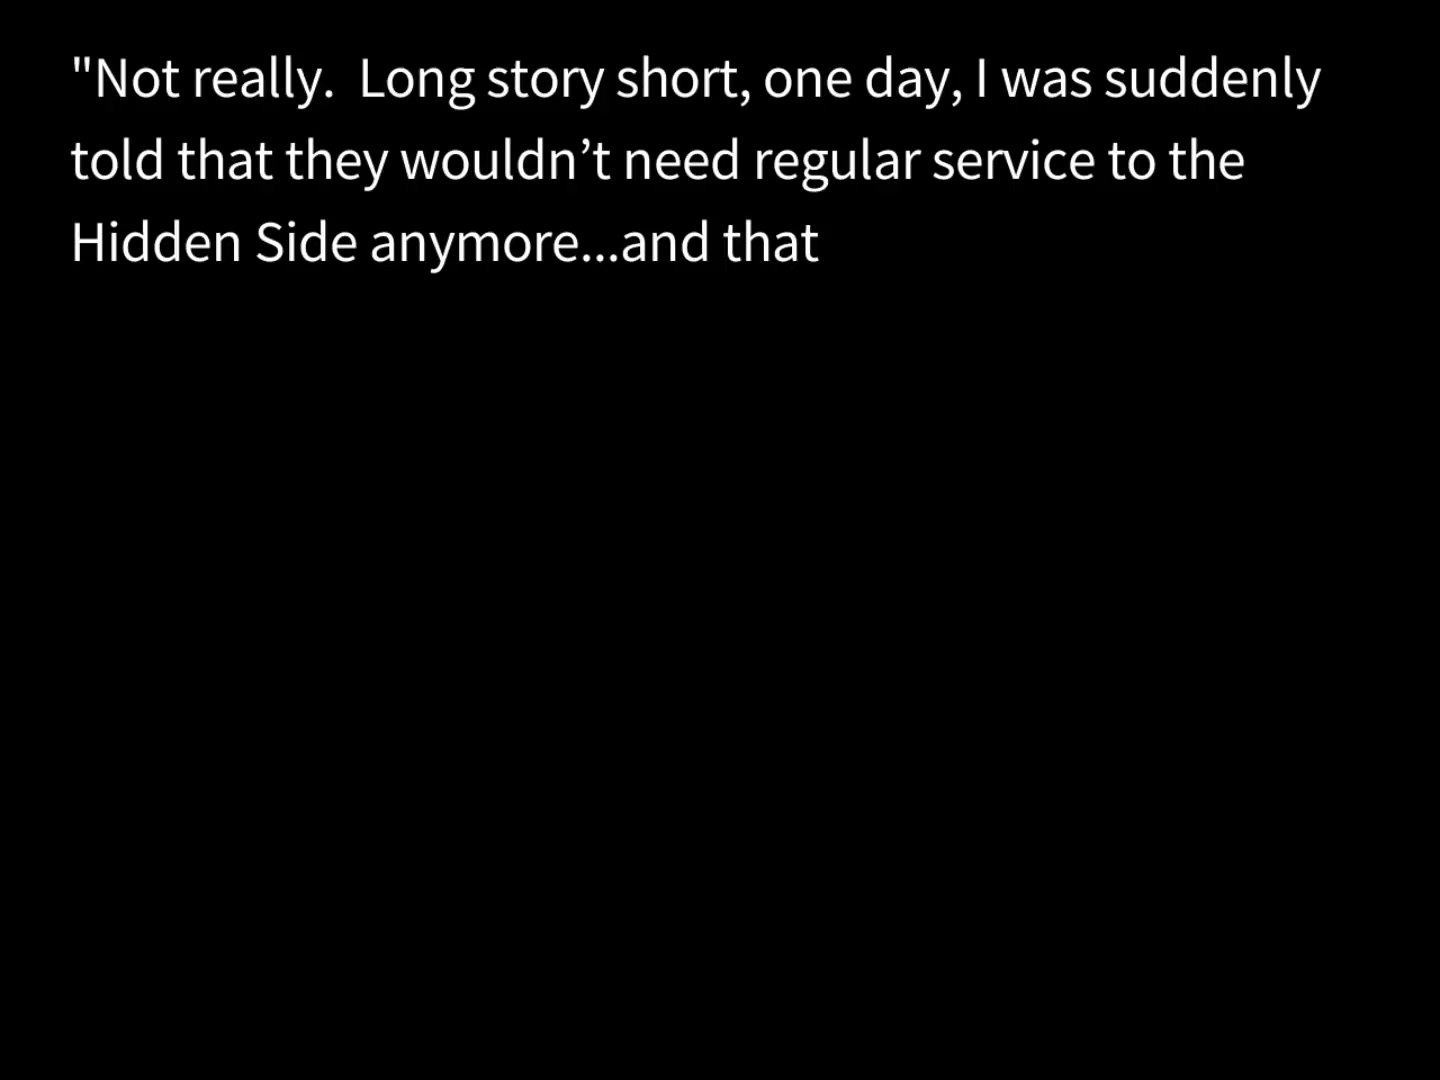 "Not really.  Long story short, one day, I was suddenly
told that they wouldn’t need regular service to the
Hidden Side anymore...and that